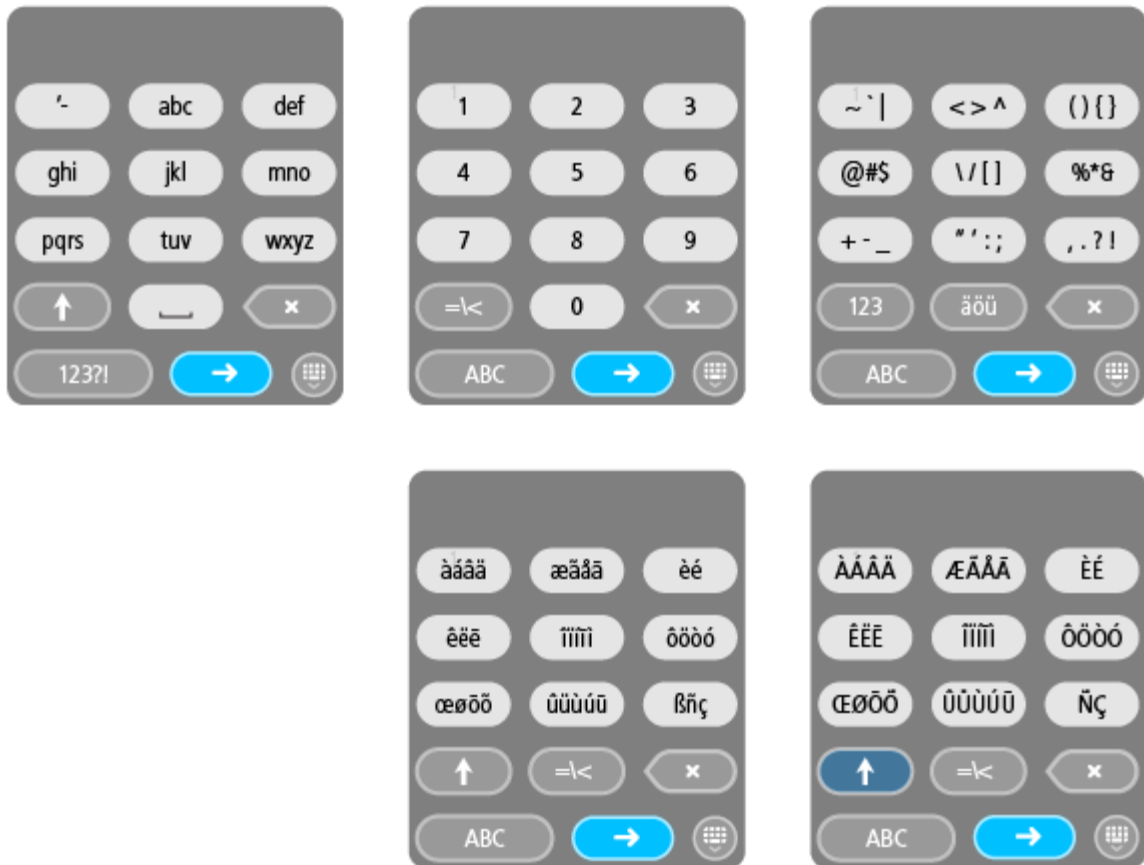 '- abc def
ghi jkl mno
pqrs tuv wxyz
123?!
1 2 3
4 5 6
7 8 9
=\< 0
ABC
~`| <>^ (){}
@#$ \/[] %*&
+-_ "':; ,.?!
123 äöü
ABC
àáâä æãåā èé
êëē îïíīì ôöòó
œøōõ ûüùúū ßñç
=\<
ABC
ÀÁÂÄ ÆÃÅĀ ÈÉ
ÊËĒ ÔÖÒÓ
ŒØŌÕ ÛÜÙÚŪ ÑÇ
=\<
ABC